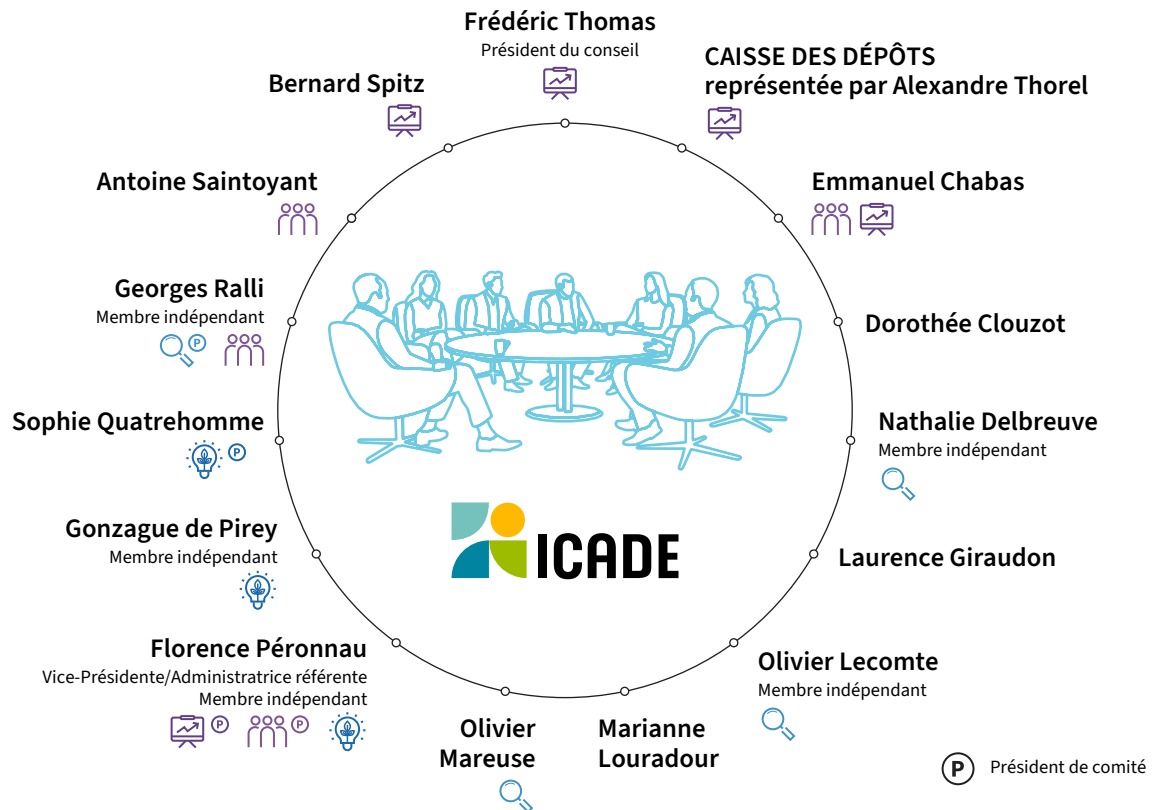 Frédéric Thomas
Président du conseil
CAISSE DES DÉPÔTS
représentée par Alexandre Thorel
Bernard Spitz
Antoine Saintoyant
Emmanuel Chabas
Georges Ralli
Membre indépendant
P
Dorothée Clouzot
Sophie Quatrehomme
P
Nathalie Delbreuve
Membre indépendant
Gonzague de Pirey
Membre indépendant
ICADE
Laurence Giraudon
Florence Péronnau
Vice-Présidente/Administratrice référente
Membre indépendant
P P
Olivier Lecomte
Membre indépendant
Olivier
Mareuse
Marianne
Louradour
P Président de comité